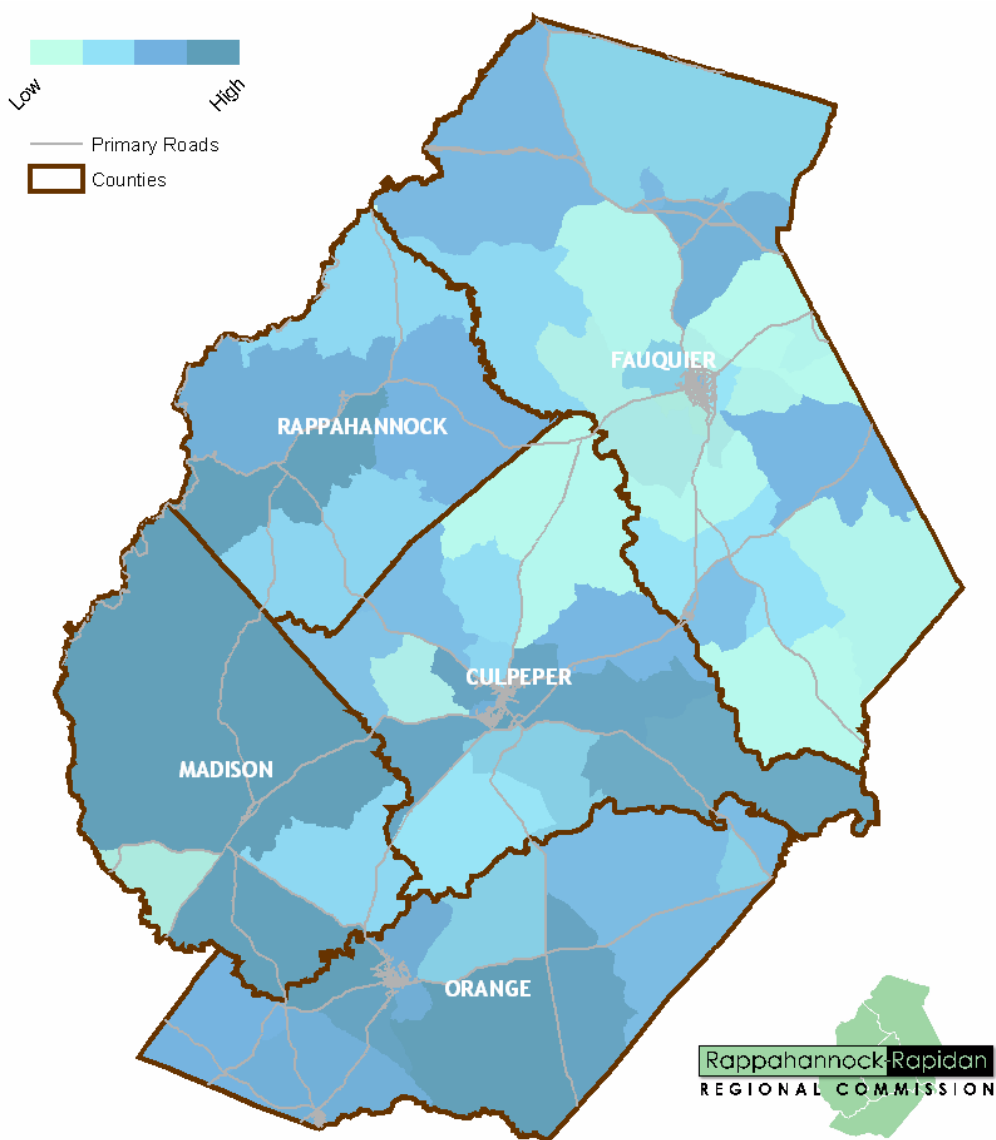 Low
High
Primary Roads
Counties
FAUQUIER
RAPPAHANNOCK
CULPEPER
MADISON
ORANGE
Rappahannock-Rapidan
REGIONAL COMMISSION